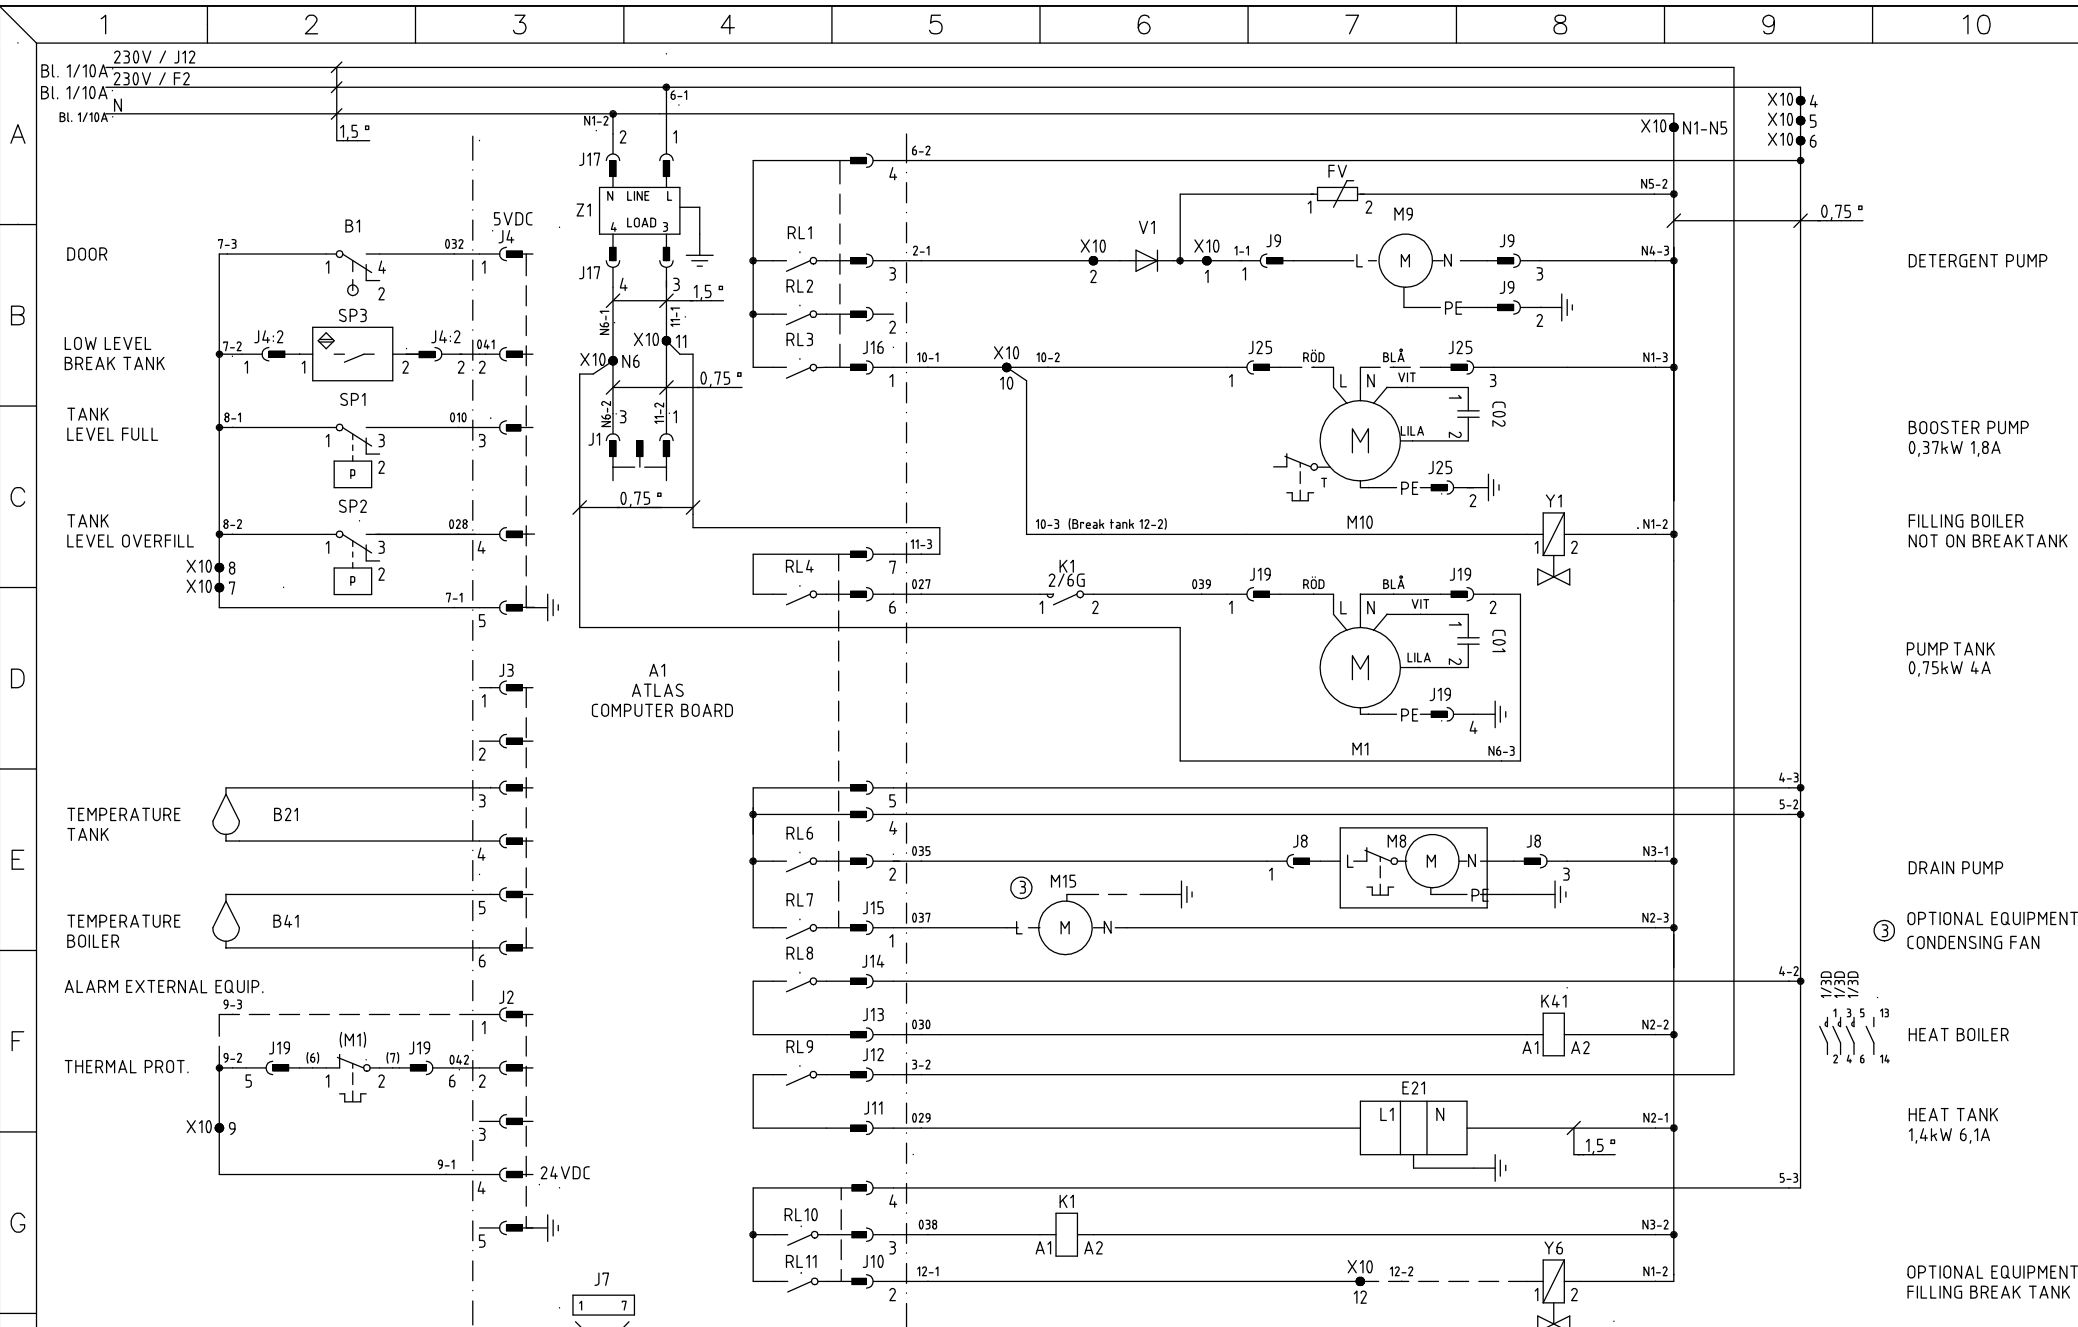 1 2 3 4 5 6 7 8 9 10
A
B
C
D
E
F
G
Bl. 1/10A 230V / J12
Bl. 1/10A 230V / F2
Bl. 1/10A N
1,5 ¤
6-1
N1-2
2 1
J17
N LINE L
Z1
4 LOAD 3
J17
4 3
1,5 ¤
N6-1
11-1
X10 11
X10 N6
0,75 ¤
N6-2
3
11-2
1
J1
0,75 ¤
DOOR
7-3
B1
1 4
2
032
5VDC
J4
1
LOW LEVEL
BREAK TANK
7-2
J4:2
1
SP3
1 2
J4:2
2
041
2
TANK
LEVEL FULL
8-1
SP1
1 3
2
P
010
3
TANK
LEVEL OVERFILL
8-2
SP2
1 3
2
P
028
4
X10 8
X10 7
7-1
5
J3
1
2
3
4
5
6
TEMPERATURE
TANK
B21
TEMPERATURE
BOILER
B41
ALARM EXTERNAL EQUIP.
9-3
J2
1
THERMAL PROT.
9-2
J19
5
(6)
(M1)
1 2
(7)
J19
6
042
2
3
X10 9
9-1
4
24VDC
5
A1
ATLAS
COMPUTER BOARD
J7
1 7
4
6-2
X10 N1-N5
X10 4
X10 5
X10 6
FV
1 2
N5-2
0,75 ¤
RL1
3
2-1
X10
2
V1
X10
1
1-1
J9
1
M9
L M N
J9
3
N4-3
DETERGENT PUMP
PE
J9
2
RL2
2
RL3
J16
1
10-1
X10
10
10-2
J25
1
RÖD
L
BLÅ
N
VIT
J25
3
N1-3
M
LILA
1
2
C02
T
PE
J25
2
M10
BOOSTER PUMP
0,37kW 1,8A
10-3 (Break tank 12-2)
Y1
1 2
N1-2
FILLING BOILER
NOT ON BREAKTANK
11-3
7
RL4
6
027
K1
2/6G
1 2
039
J19
1
RÖD
L
BLÅ
N
VIT
J19
2
M
LILA
1
2
C01
PE
J19
4
M1
N6-3
PUMP TANK
0,75kW 4A
5
4-3
4
5-2
RL6
2
035
J8
1
L
M8
M N
PE
J8
3
N3-1
DRAIN PUMP
RL7
J15
1
037
3
M15
L M N
N2-3
3 OPTIONAL EQUIPMENT
CONDENSING FAN
RL8
J14
4-2
J13
030
K41
A1 A2
N2-2
1/3D
1/3D
1/3D
1 3 5 13
2 4 6 14
HEAT BOILER
RL9
J12
3-2
J11
029
E21
L1 N
1,5 ¤
N2-1
HEAT TANK
1,4kW 6,1A
4
5-3
RL10
3
038
K1
A1 A2
N3-2
RL11
J10
2
12-1
X10
12
12-2
Y6
1 2
N1-2
OPTIONAL EQUIPMENT
FILLING BREAK TANK